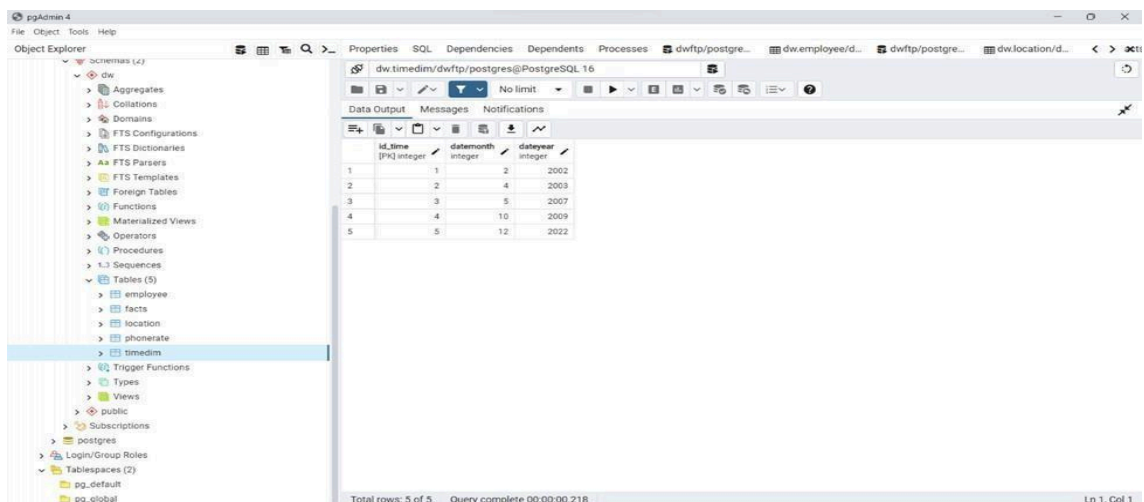 pgAdmin 4
File Object Tools Help
Object Explorer
Properties SQL Dependencies Dependents Processes dwftp/postgre... dw.employee/d... dwftp/postgre... dw.location/d...
Schemas (2)
dw
Aggregates
Collations
Domains
FTS Configurations
FTS Dictionaries
Aa FTS Parsers
FTS Templates
Foreign Tables
Functions
Materialized Views
Operators
Procedures
1..3 Sequences
Tables (5)
employee
facts
location
phonerate
timedim
Trigger Functions
Types
Views
public
Subscriptions
postgres
Login/Group Roles
Tablespaces (2)
pg_default
pg_global
dw.timedim/dwftp/postgres@PostgreSQL 16
No limit
Data Output Messages Notifications
id_time datemonth dateyear
[PK] integer integer integer
1 1 2 2002
2 2 4 2003
3 3 5 2007
4 4 10 2009
5 5 12 2022
Total rows: 5 of 5 Query complete 00:00:00.218 Ln 1, Col 1